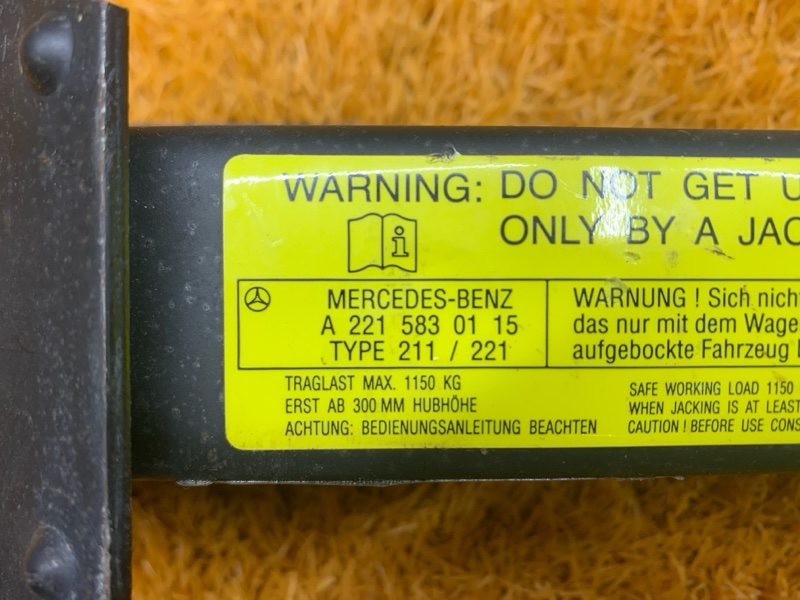 WARNING: DO NOT GET
ONLY BY A
MERCEDES-BENZ
A 221 583 01 15
TYPE 211 / 221
WARNUNG ! Sich nicht
das nur mit dem Wage
aufgebockte Fahrzeug
TRAGLAST MAX. 1150 KG
ERST AB 300 MM HUBHÖHE
ACHTUNG: BEDIENUNGSANLEITUNG BEACHTEN
SAFE WORKING LOAD 1150
WHEN JACKING IS AT LEAST
CAUTION ! BEFORE USE CONS